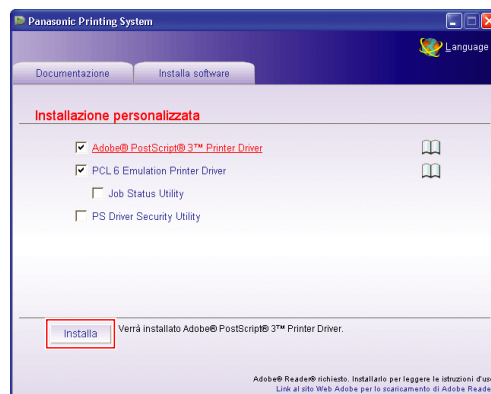 Panasonic Printing System
Language
Documentazione
Installa software
Installazione personalizzata
Adobe® PostScript® 3™ Printer Driver
PCL 6 Emulation Printer Driver
Job Status Utility
PS Driver Security Utility
Installa
Verrà installato Adobe® PostScript® 3™ Printer Driver.
Adobe® Reader® richiesto. Installarlo per leggere le istruzioni d'uso
Link al sito Web Adobe per lo scaricamento di Adobe Reade